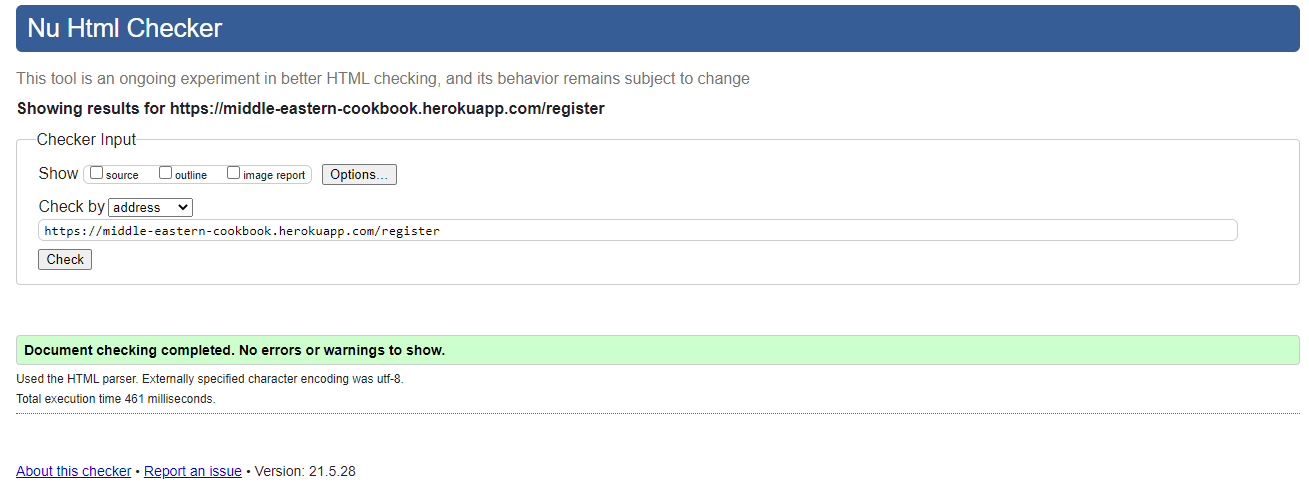 Nu Html Checker
This tool is an ongoing experiment in better HTML checking, and its behavior remains subject to change
Showing results for https://middle-eastern-cookbook.herokuapp.com/register
Checker Input
Show source outline image report Options...
Check by address
https://middle-eastern-cookbook.herokuapp.com/register
Check
Document checking completed. No errors or warnings to show.
Used the HTML parser. Externally specified character encoding was utf-8.
Total execution time 461 milliseconds.
About this checker • Report an issue • Version: 21.5.28